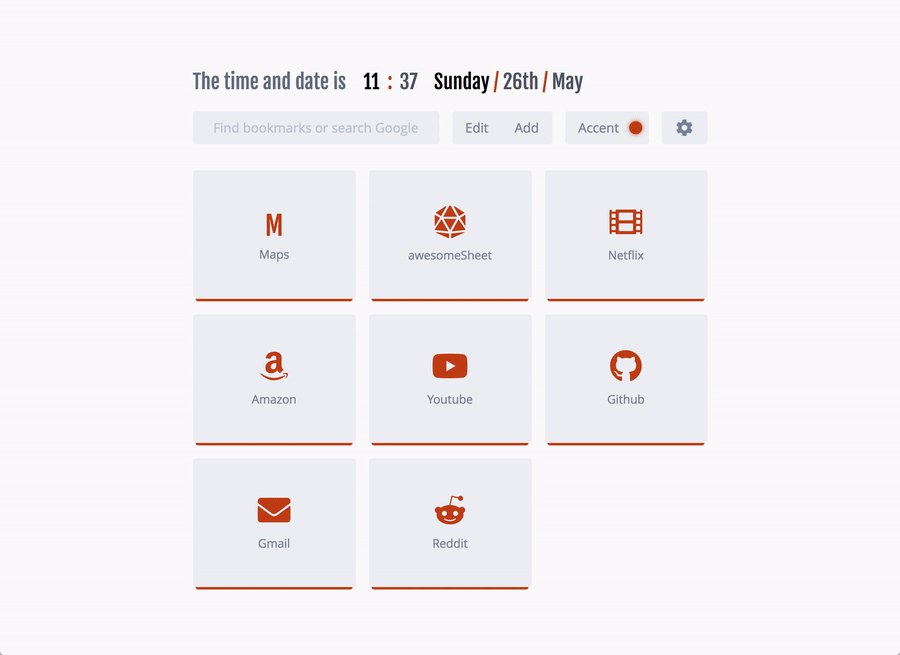 The time and date is 11 : 37 Sunday / 26th / May
Find bookmarks or search Google Edit Add Accent
M
Maps awesomeSheet Netflix
a
Amazon Youtube Github
Gmail Reddit